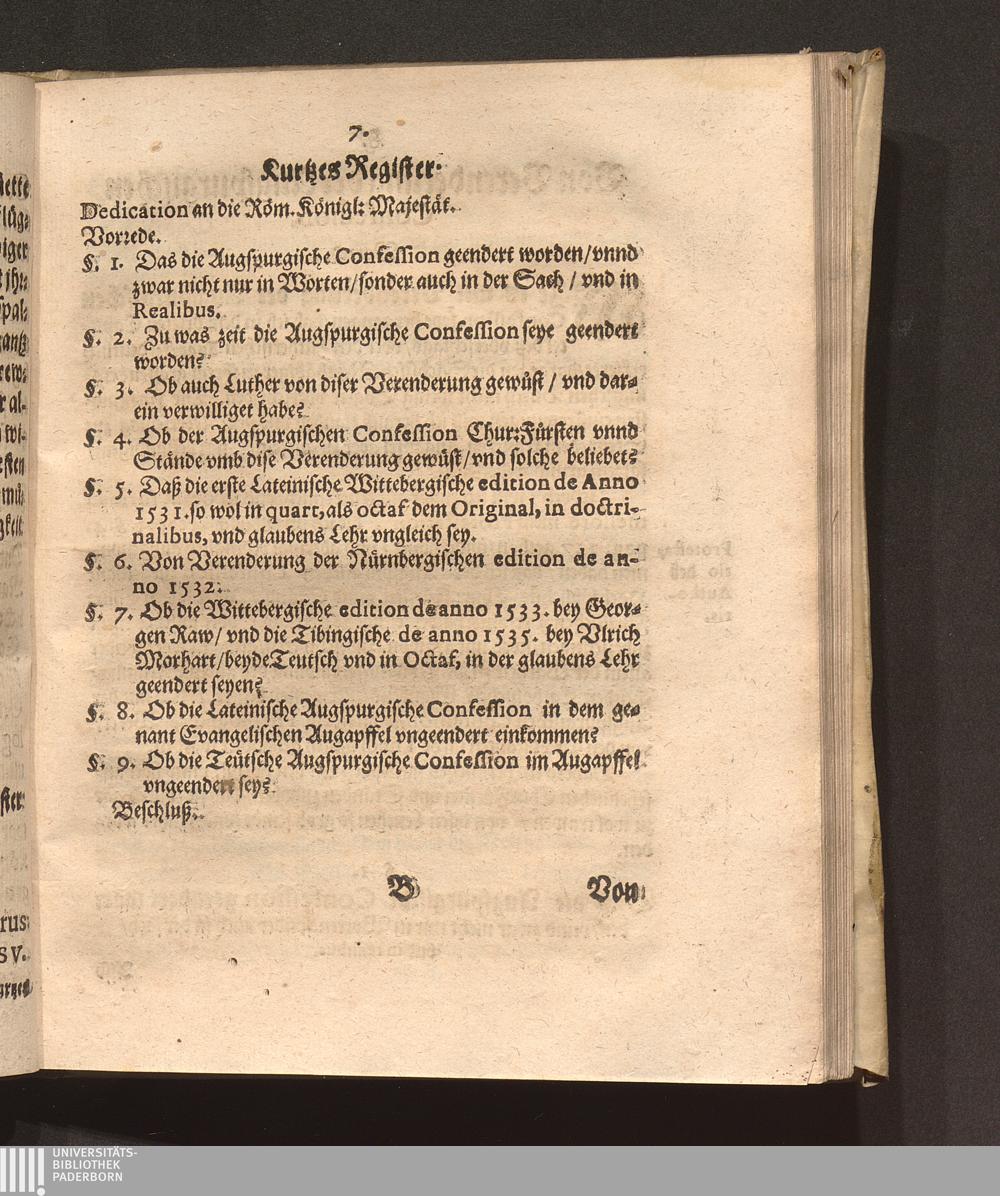 7.
Kurtzes Register.
Dedication an die Röm. Königl: Majestät.
Vorrede.
§. 1. Das die Augspurgische Confession geendert worden/vnnd
zwar nicht nur in Worten/sonder auch in der Sach / vnd in
Realibus.
§. 2. Zu was zeit die Augspurgische Confession seye geendert
worden?
§. 3. Ob auch Luther von diser Verenderung gewüst / vnd dar-
ein verwilliget habe?
§. 4. Ob der Augspurgischen Confession Chur:Fürsten vnnd
Stände vmb dise Verenderung gewüst/vnd solche beliebet?
§. 5. Daß die erste Lateinische Wittebergische edition de Anno
1531. so wol in quart, als octaf dem Original, in doctri-
nalibus, vnd glaubens Lehr vngleich sey.
§. 6. Von Verenderung der Nürnbergischen edition de an-
no 1532.
§. 7. Ob die Wittebergische edition de anno 1533. bey Geor-
gen Raw/ vnd die Tibingische de anno 1535. bey Vlrich
Morhart/beyde Teutsch vnd in Octaf, in der glaubens Lehr
geendert seyen?
§. 8. Ob die Lateinische Augspurgische Confession in dem ge-
nant Evangelischen Augapffel vngeendert einkommen?
§. 9. Ob die Teütsche Augspurgische Confession im Augapffel
vngeendert sey?
Beschluß.
B Von
UNIVERSITÄTS-
BIBLIOTHEK
PADERBORN